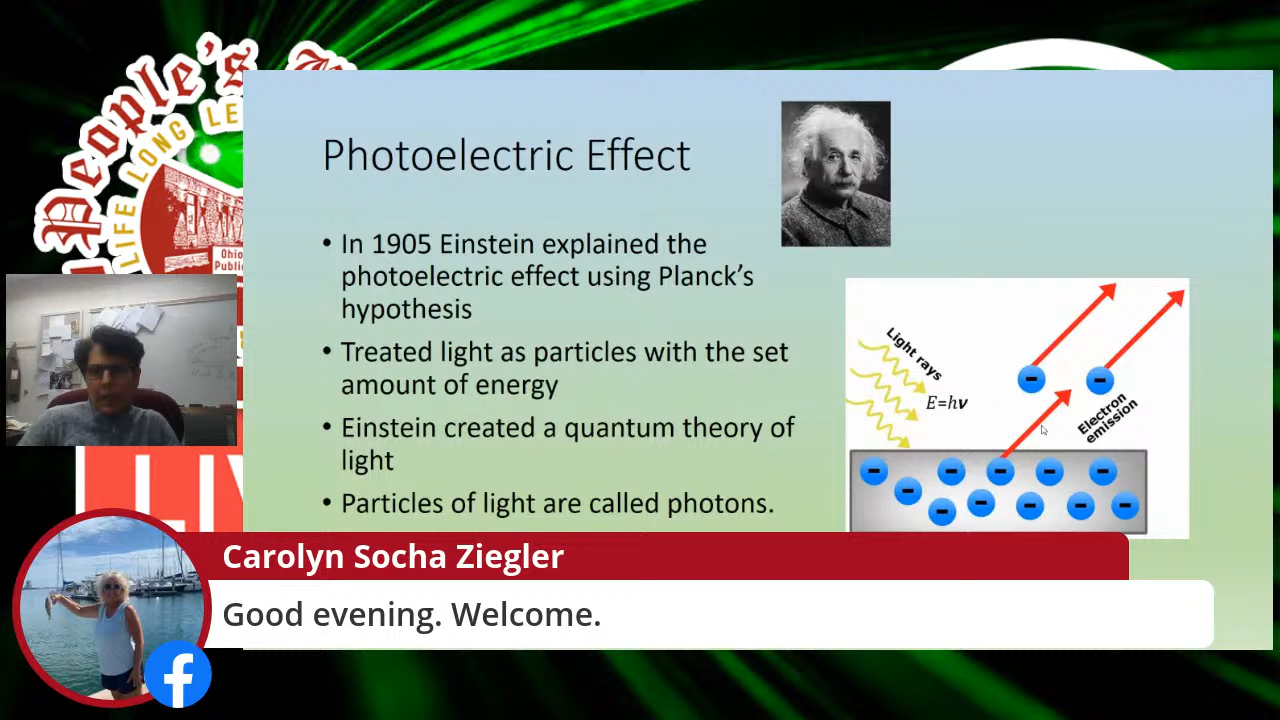 People's
LIFE LONG LE
Ohio
Public
Photoelectric Effect
• In 1905 Einstein explained the
photoelectric effect using Planck's
hypothesis
• Treated light as particles with the set
amount of energy
• Einstein created a quantum theory of
light
• Particles of light are called photons.
Light rays
E=hν
Electron
emission
LIV
Carolyn Socha Ziegler
Good evening. Welcome.